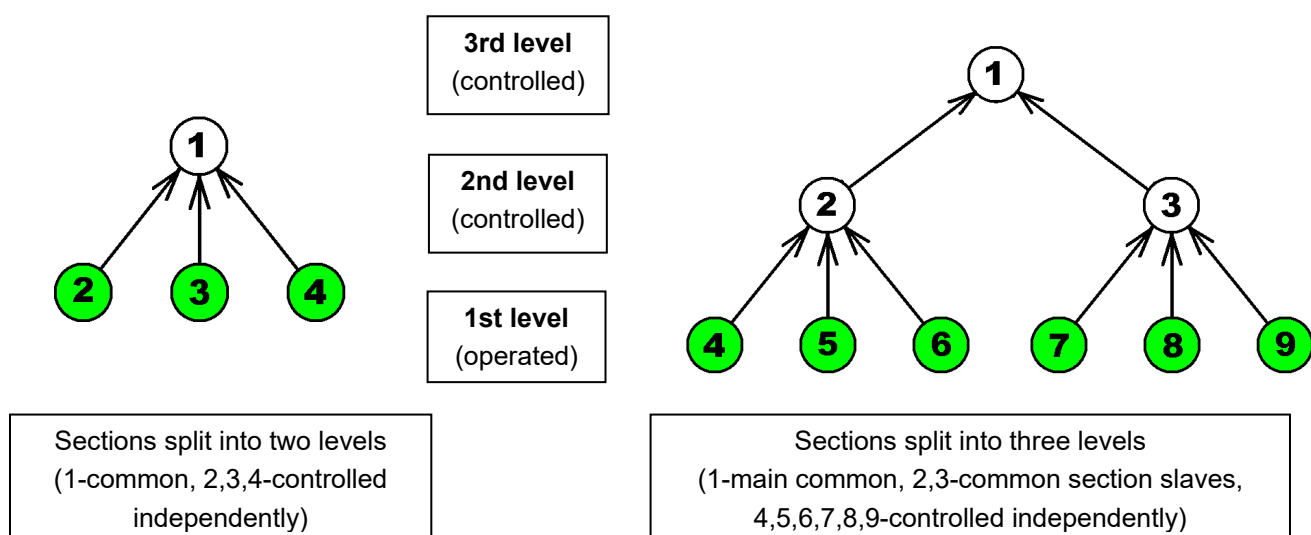 3rd level
(controlled)
1
1
2nd level
(controlled)
2
3
2
3
4
1st level
(operated)
4
5
6
7
8
9
Sections split into two levels
(1-common, 2,3,4-controlled
independently)
Sections split into three levels
(1-main common, 2,3-common section slaves,
4,5,6,7,8,9-controlled independently)